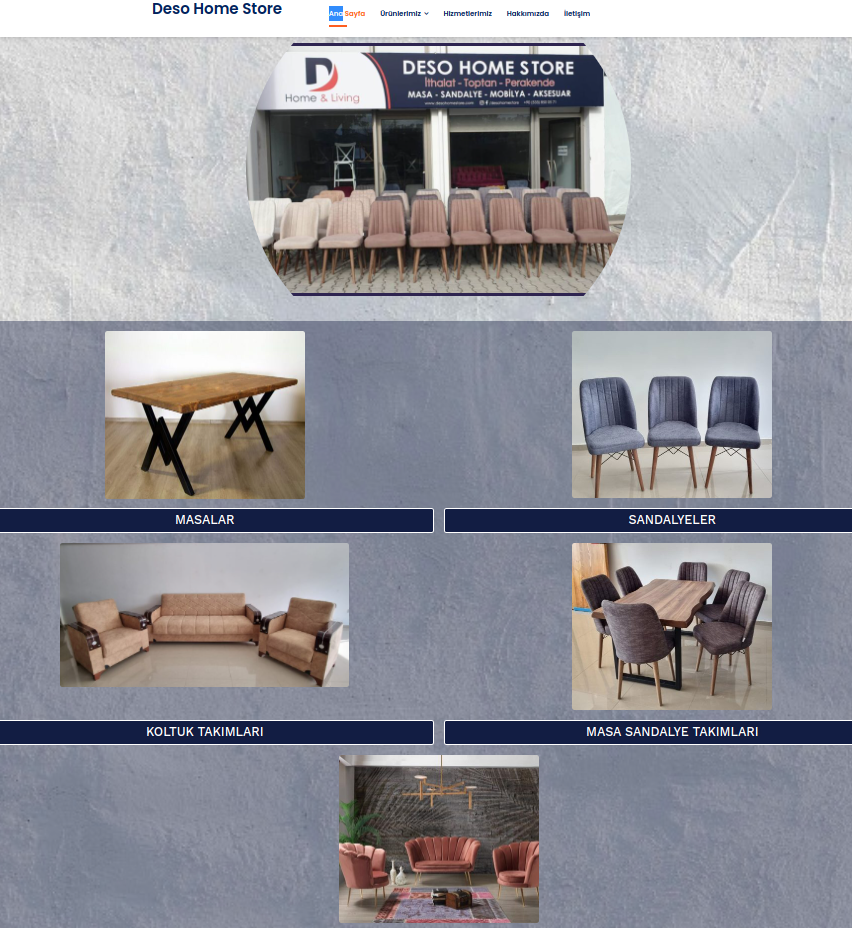 Deso Home Store
Ana Sayfa
Ürünlerimiz
Hizmetlerimiz
Hakkımızda
İletişim
D
Home & Living
DESO HOME STORE
İthalat - Toptan - Perakende
MASA - SANDALYE - MOBİLYA - AKSESUAR
MASALAR
SANDALYELER
KOLTUK TAKIMLARI
MASA SANDALYE TAKIMLARI